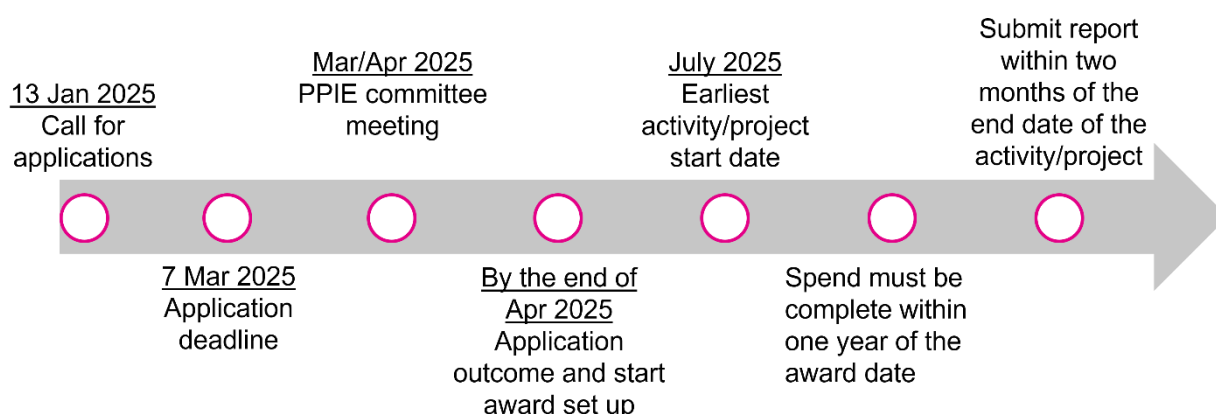 13 Jan 2025
Call for
applications
7 Mar 2025
Application
deadline
Mar/Apr 2025
PPIE committee
meeting
By the end of
Apr 2025
Application
outcome and start
award set up
July 2025
Earliest
activity/project
start date
Spend must be
complete within
one year of the
award date
Submit report
within two
months of the
end date of the
activity/project